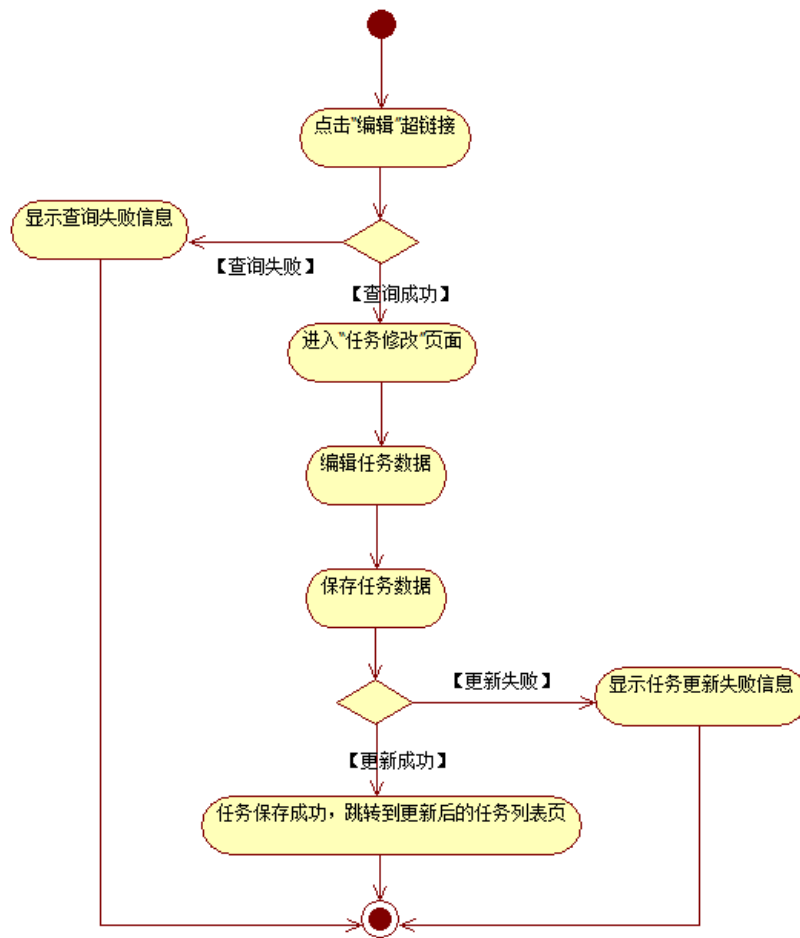 点击"编辑"超链接
显示查询失败信息
【查询失败】
【查询成功】
进入"任务修改"页面
编辑任务数据
保存任务数据
【更新失败】
显示任务更新失败信息
【更新成功】
任务保存成功，跳转到更新后的任务列表页